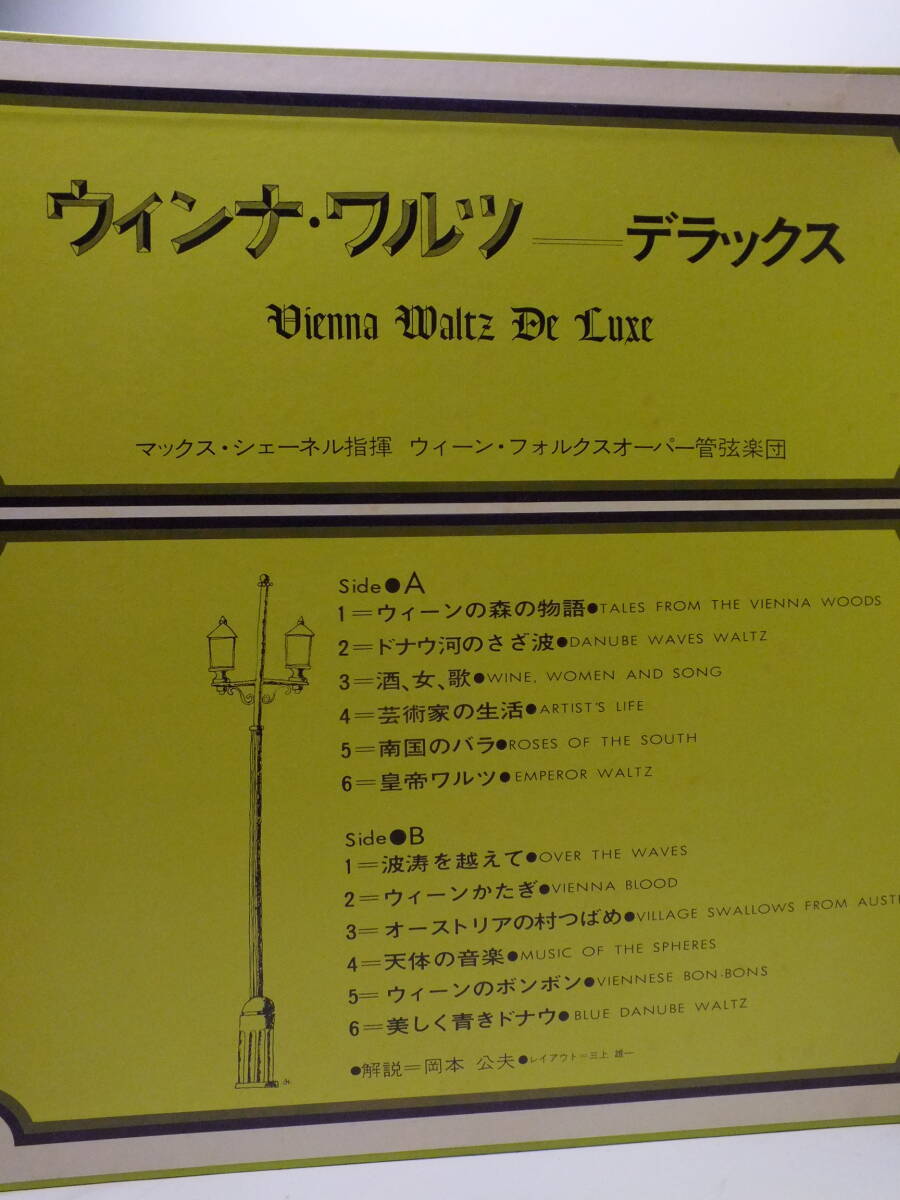 ウィンナ・ワルツ——デラックス
Vienna Waltz De Luxe
マックス・シェーネル指揮 ウィーン・フォルクスオーパー管弦楽団
Side●A
1=ウィーンの森の物語●TALES FROM THE VIENNA WOODS
2=ドナウ河のさざ波●DANUBE WAVES WALTZ
3=酒、女、歌●WINE, WOMEN AND SONG
4=芸術家の生活●ARTIST'S LIFE
5=南国のバラ●ROSES OF THE SOUTH
6=皇帝ワルツ●EMPEROR WALTZ
Side●B
1=波涛を越えて●OVER THE WAVES
2=ウィーンかたぎ●VIENNA BLOOD
3=オーストリアの村つばめ●VILLAGE SWALLOWS FROM AUST
4=天体の音楽●MUSIC OF THE SPHERES
5=ウィーンのボンボン●VIENNESE BON-BONS
6=美しく青きドナウ●BLUE DANUBE WALTZ
●解説=岡本 公夫●レイアウト=三上 雄一